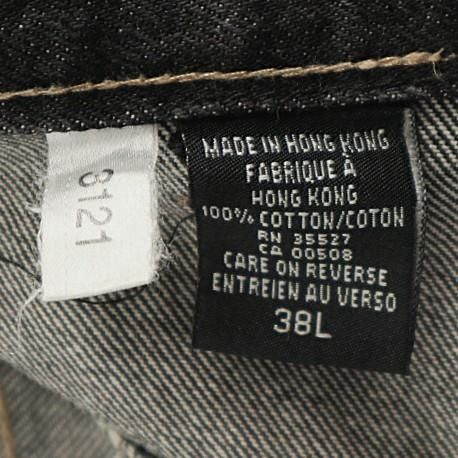 3121
MADE IN HONG KONG
FABRIQUE À
HONG KONG
100% COTTON/COTON
RN 35527
CA 00508
CARE ON REVERSE
ENTREIEN AU VERSO
38L